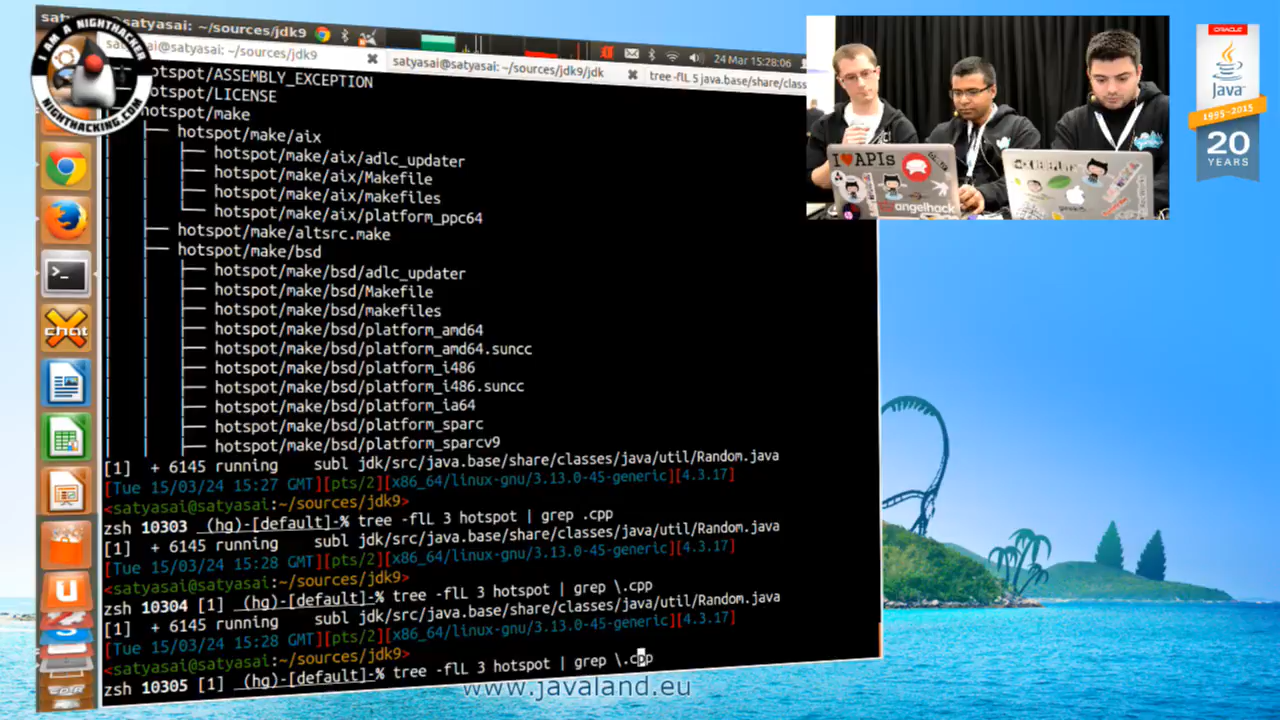 satyasai@satyasai: ~/sources/jdk9
satyasai@satyasai: ~/sources/jdk9
satyasai@satyasai: ~/sources/jdk9/jdk
tree -flL 5 java.base/share/classes
24 Mar 15:28:06
I AM A NIGHTHACKER
NIGHTHACKING.COM
hotspot/ASSEMBLY_EXCEPTION
hotspot/LICENSE
hotspot/make
├── hotspot/make/aix
├── hotspot/make/aix/adlc_updater
├── hotspot/make/aix/Makefile
├── hotspot/make/aix/makefiles
└── hotspot/make/aix/platform_ppc64
├── hotspot/make/altsrc.make
├── hotspot/make/bsd
├── hotspot/make/bsd/adlc_updater
├── hotspot/make/bsd/Makefile
├── hotspot/make/bsd/makefiles
├── hotspot/make/bsd/platform_amd64
├── hotspot/make/bsd/platform_amd64.suncc
├── hotspot/make/bsd/platform_i486
├── hotspot/make/bsd/platform_i486.suncc
├── hotspot/make/bsd/platform_ia64
├── hotspot/make/bsd/platform_sparc
├── hotspot/make/bsd/platform_sparcv9
[1] + 6145 running subl jdk/src/java.base/share/classes/java/util/Random.java
[Tue 15/03/24 15:27 GMT][pts/2][x86_64/linux-gnu/3.13.0-45-generic][4.3.17]
<satyasai@satyasai:~/sources/jdk9>
zsh 10303 (hg)-[default]-% tree -flL 3 hotspot | grep .cpp
[1] + 6145 running subl jdk/src/java.base/share/classes/java/util/Random.java
[Tue 15/03/24 15:28 GMT][pts/2][x86_64/linux-gnu/3.13.0-45-generic][4.3.17]
<satyasai@satyasai:~/sources/jdk9>
zsh 10304 [1] (hg)-[default]-% tree -flL 3 hotspot | grep \.cpp
[1] + 6145 running subl jdk/src/java.base/share/classes/java/util/Random.java
[Tue 15/03/24 15:28 GMT][pts/2][x86_64/linux-gnu/3.13.0-45-generic][4.3.17]
<satyasai@satyasai:~/sources/jdk9>
zsh 10305 [1] (hg)-[default]-% tree -flL 3 hotspot | grep \.cpp
chat
I ♥ APIs
angelhack
ORACLE
Java
1995-2015
20
YEARS
www.javaland.eu